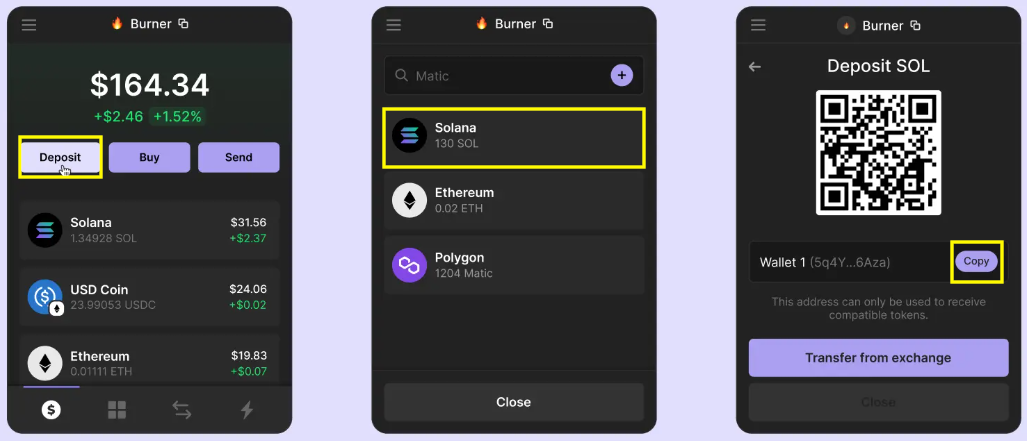 Burner
$164.34
+$2.46 +1.52%
Deposit Buy Send
Solana $31.56
1.34928 SOL +$2.37
USD Coin $24.06
23.99053 USDC +$0.02
Ethereum $19.83
0.01111 ETH +$0.07
Burner
Matic
Solana
130 SOL
Ethereum
0.02 ETH
Polygon
1204 Matic
Close
Burner
Deposit SOL
Wallet 1 (5q4Y...6Aza) Copy
This address can only be used to receive
compatible tokens.
Transfer from exchange
Close